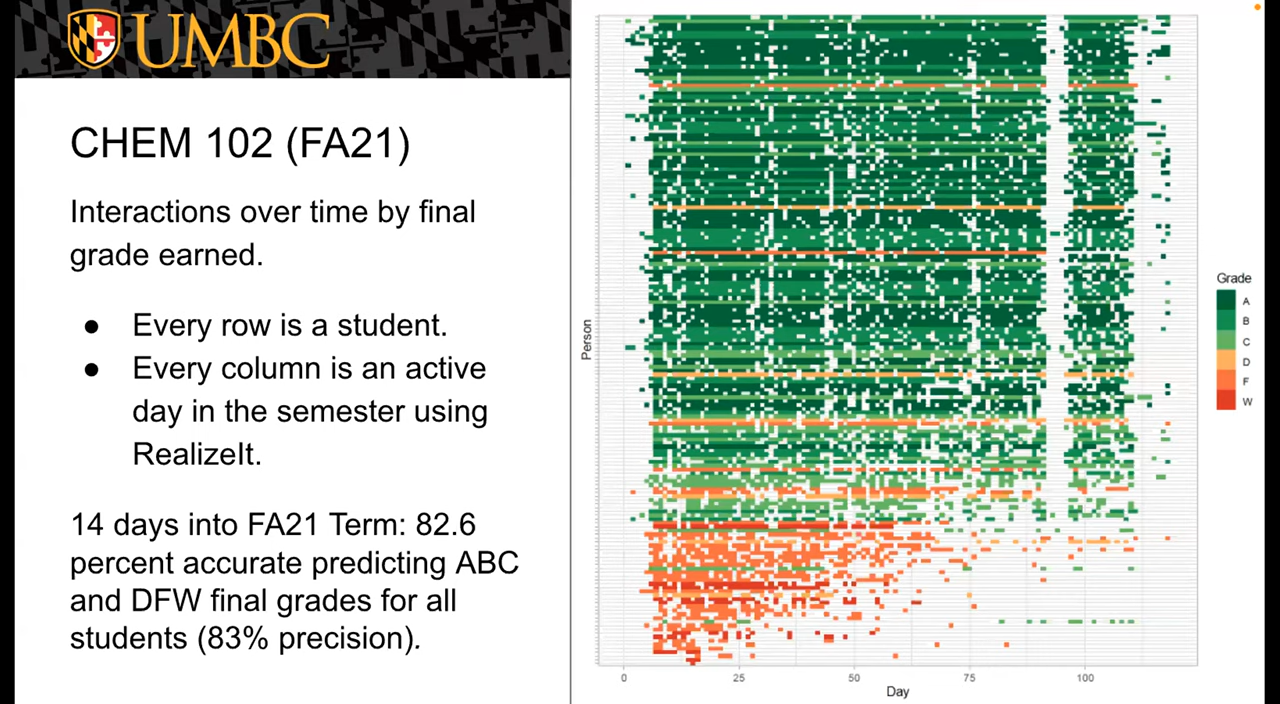 UMBC
CHEM 102 (FA21)
Interactions over time by final
grade earned.
● Every row is a student.
● Every column is an active
day in the semester using
RealizeIt.
14 days into FA21 Term: 82.6
percent accurate predicting ABC
and DFW final grades for all
students (83% precision).
Person
0 25 50 75 100
Day
Grade
A
B
C
D
F
W